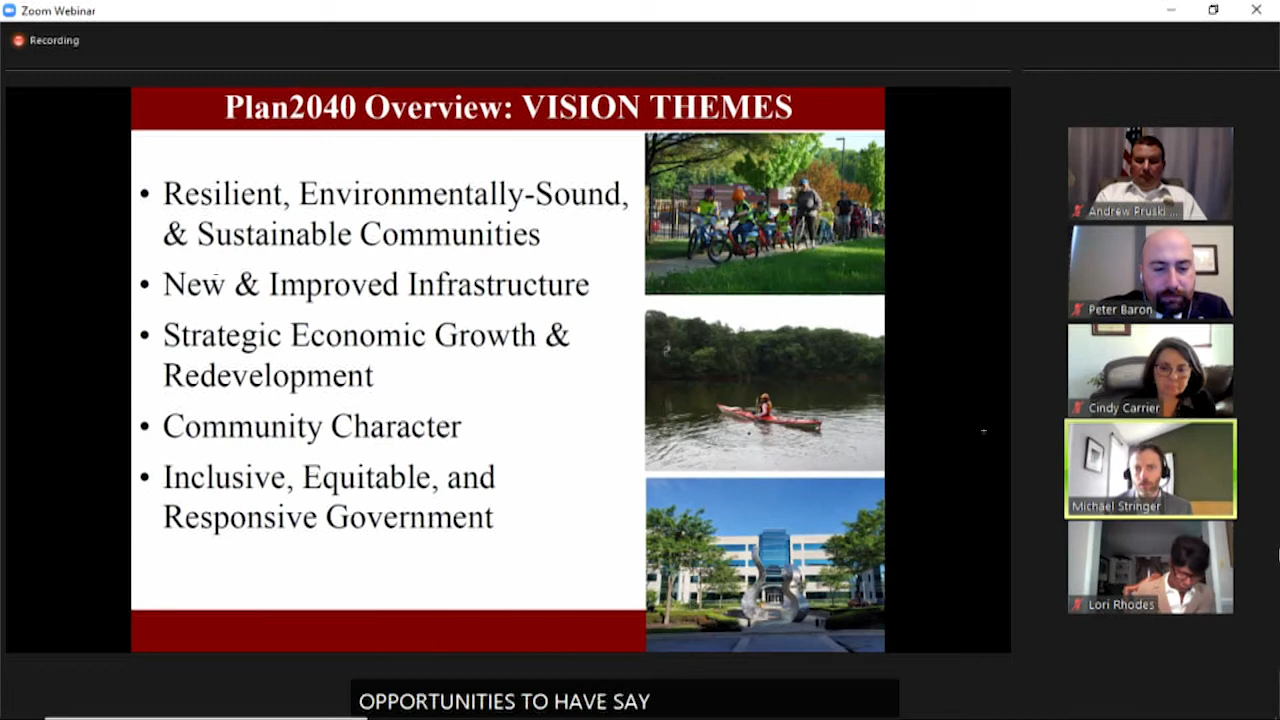 Zoom Webinar
Recording
Plan2040 Overview: VISION THEMES
• Resilient, Environmentally-Sound,
& Sustainable Communities
• New & Improved Infrastructure
• Strategic Economic Growth &
Redevelopment
• Community Character
• Inclusive, Equitable, and
Responsive Government
Andrew Pruski ...
Peter Baron
Cindy Carrier
Michael Stringer
Lori Rhodes
OPPORTUNITIES TO HAVE SAY